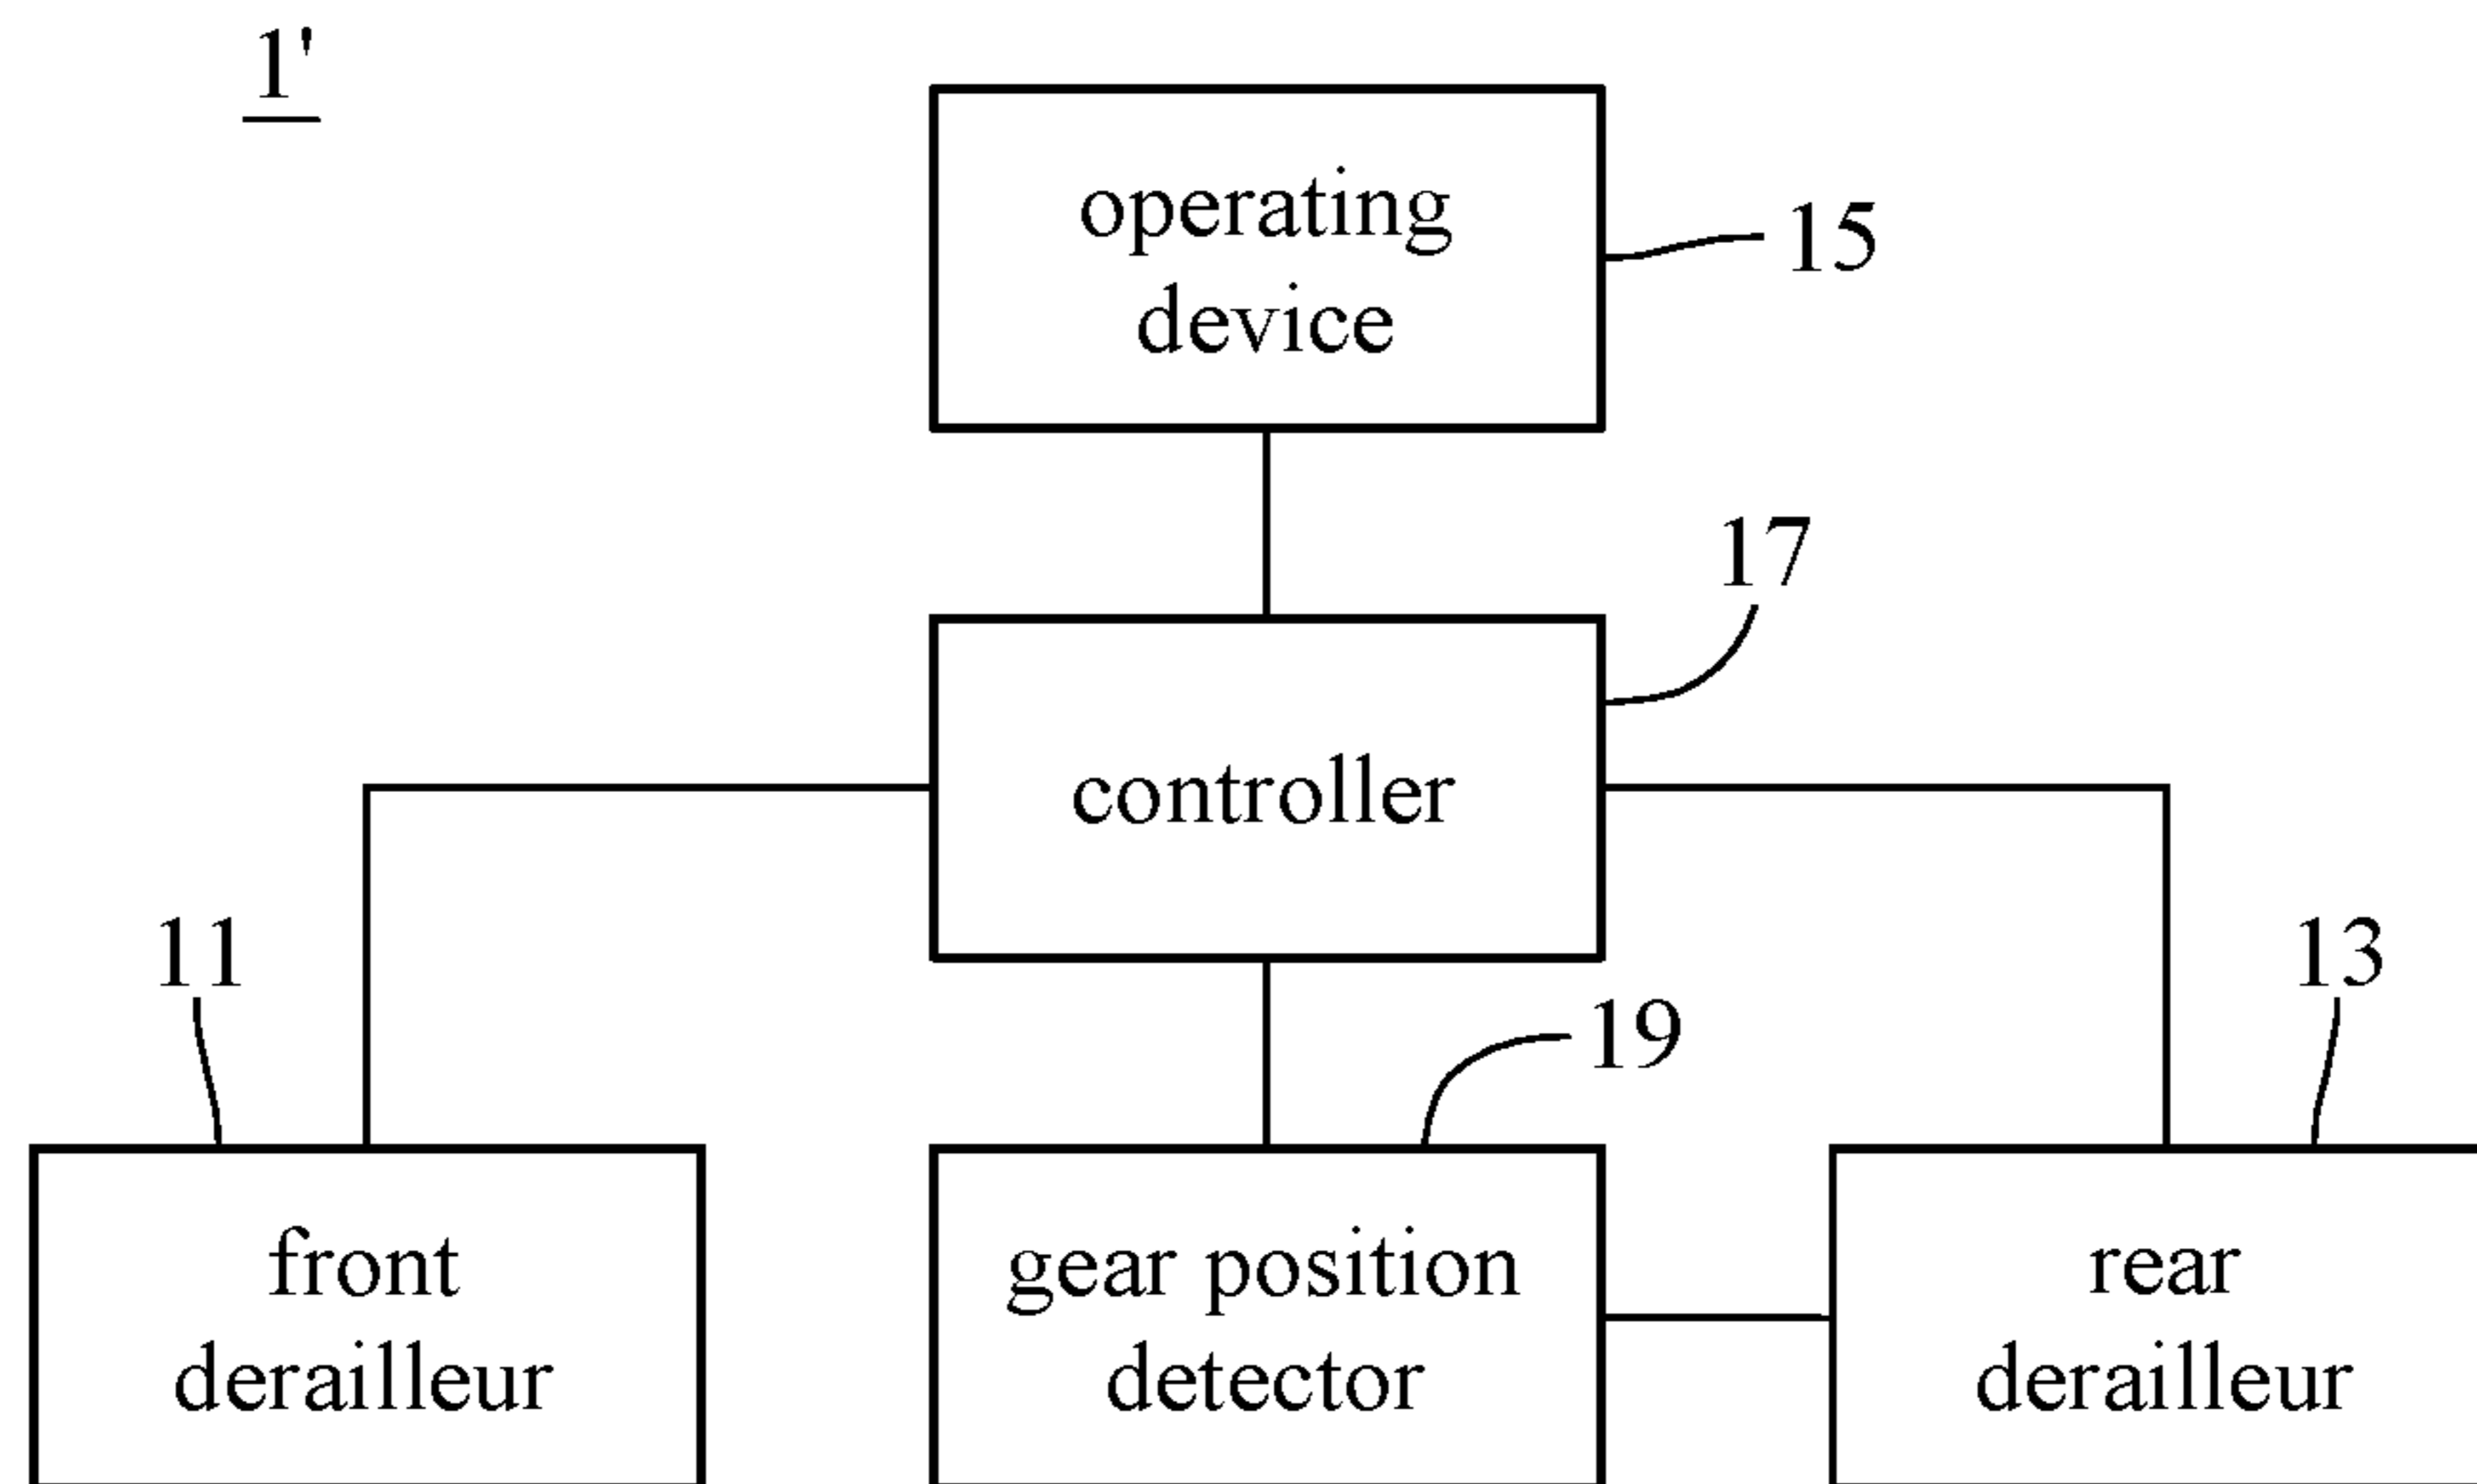 1'
operating
device
15
17
controller
11
13
19
front
derailleur
gear position
detector
rear
derailleur